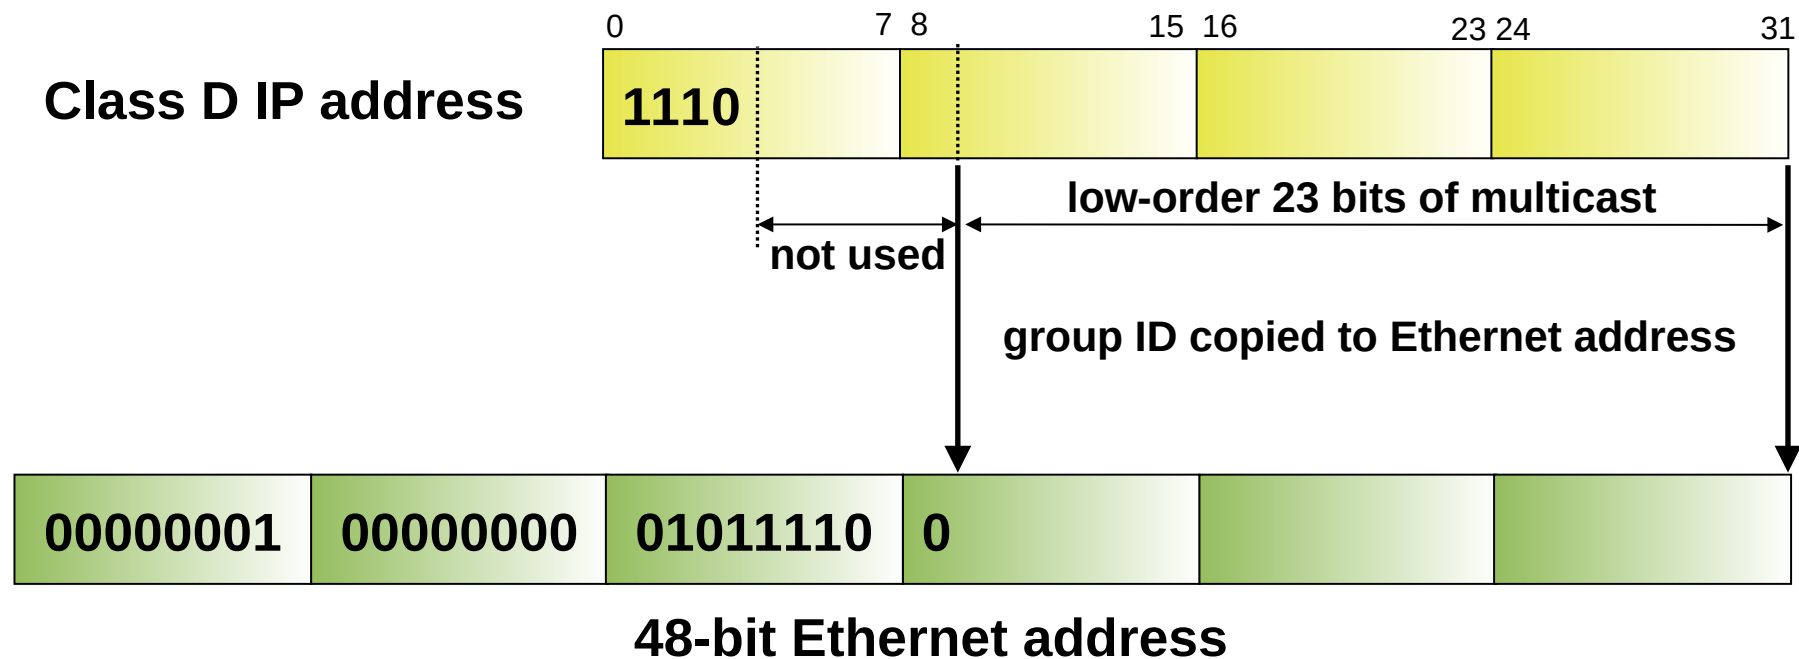 0 7 8 15 16 23 24 31
Class D IP address 1110
low-order 23 bits of multicast
not used
group ID copied to Ethernet address
00000001 00000000 01011110 0
48-bit Ethernet address